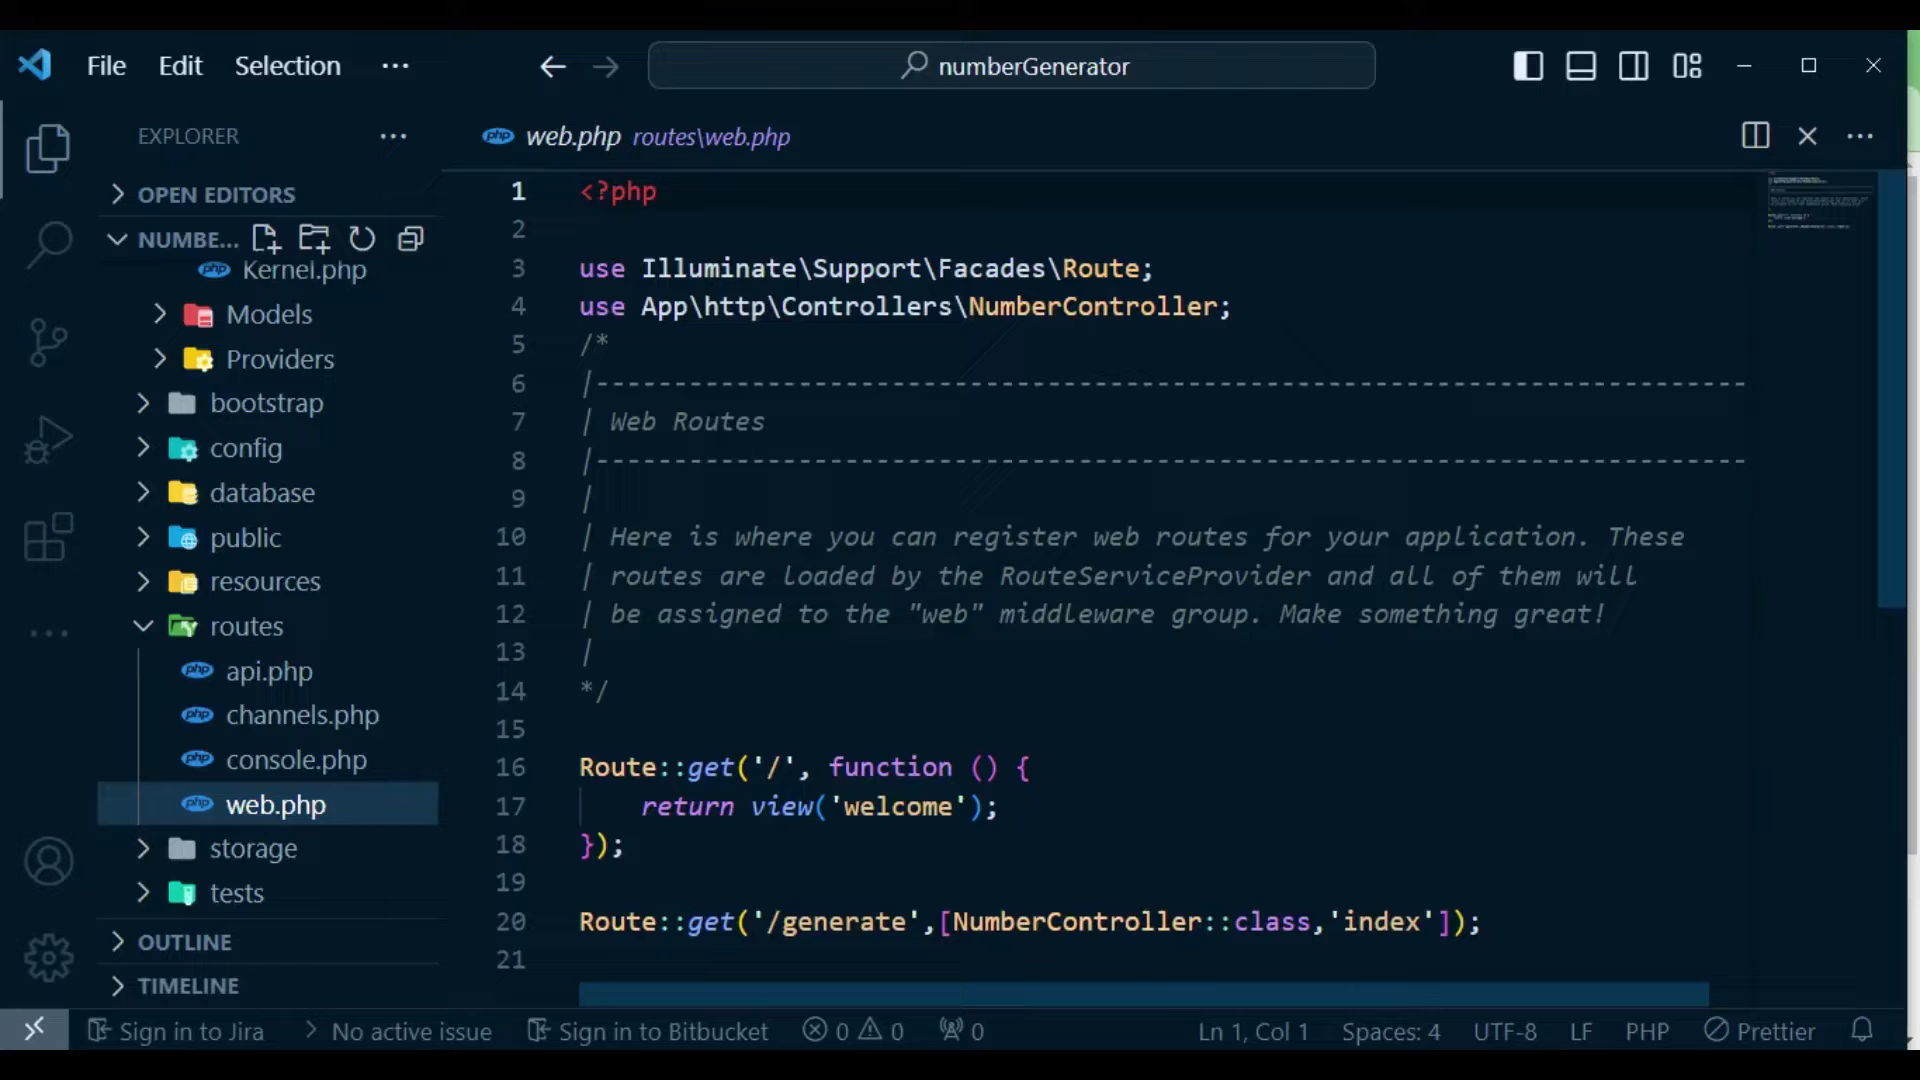 File Edit Selection ···
numberGenerator
EXPLORER ···
OPEN EDITORS
NUMBE...
Kernel.php
Models
Providers
bootstrap
config
database
public
resources
routes
api.php
channels.php
console.php
web.php
storage
tests
OUTLINE
TIMELINE
php web.php routes\web.php
1 <?php
2
3 use Illuminate\Support\Facades\Route;
4 use App\http\Controllers\NumberController;
5 /*
6 |--------------------------------------------------------------------------
7 | Web Routes
8 |--------------------------------------------------------------------------
9 |
10 | Here is where you can register web routes for your application. These
11 | routes are loaded by the RouteServiceProvider and all of them will
12 | be assigned to the "web" middleware group. Make something great!
13 |
14 */
15
16 Route::get('/', function () {
17     return view('welcome');
18 });
19
20 Route::get('/generate',[NumberController::class,'index']);
21
Sign in to Jira > No active issue Sign in to Bitbucket 0 0 0 Ln 1, Col 1 Spaces: 4 UTF-8 LF PHP Prettier